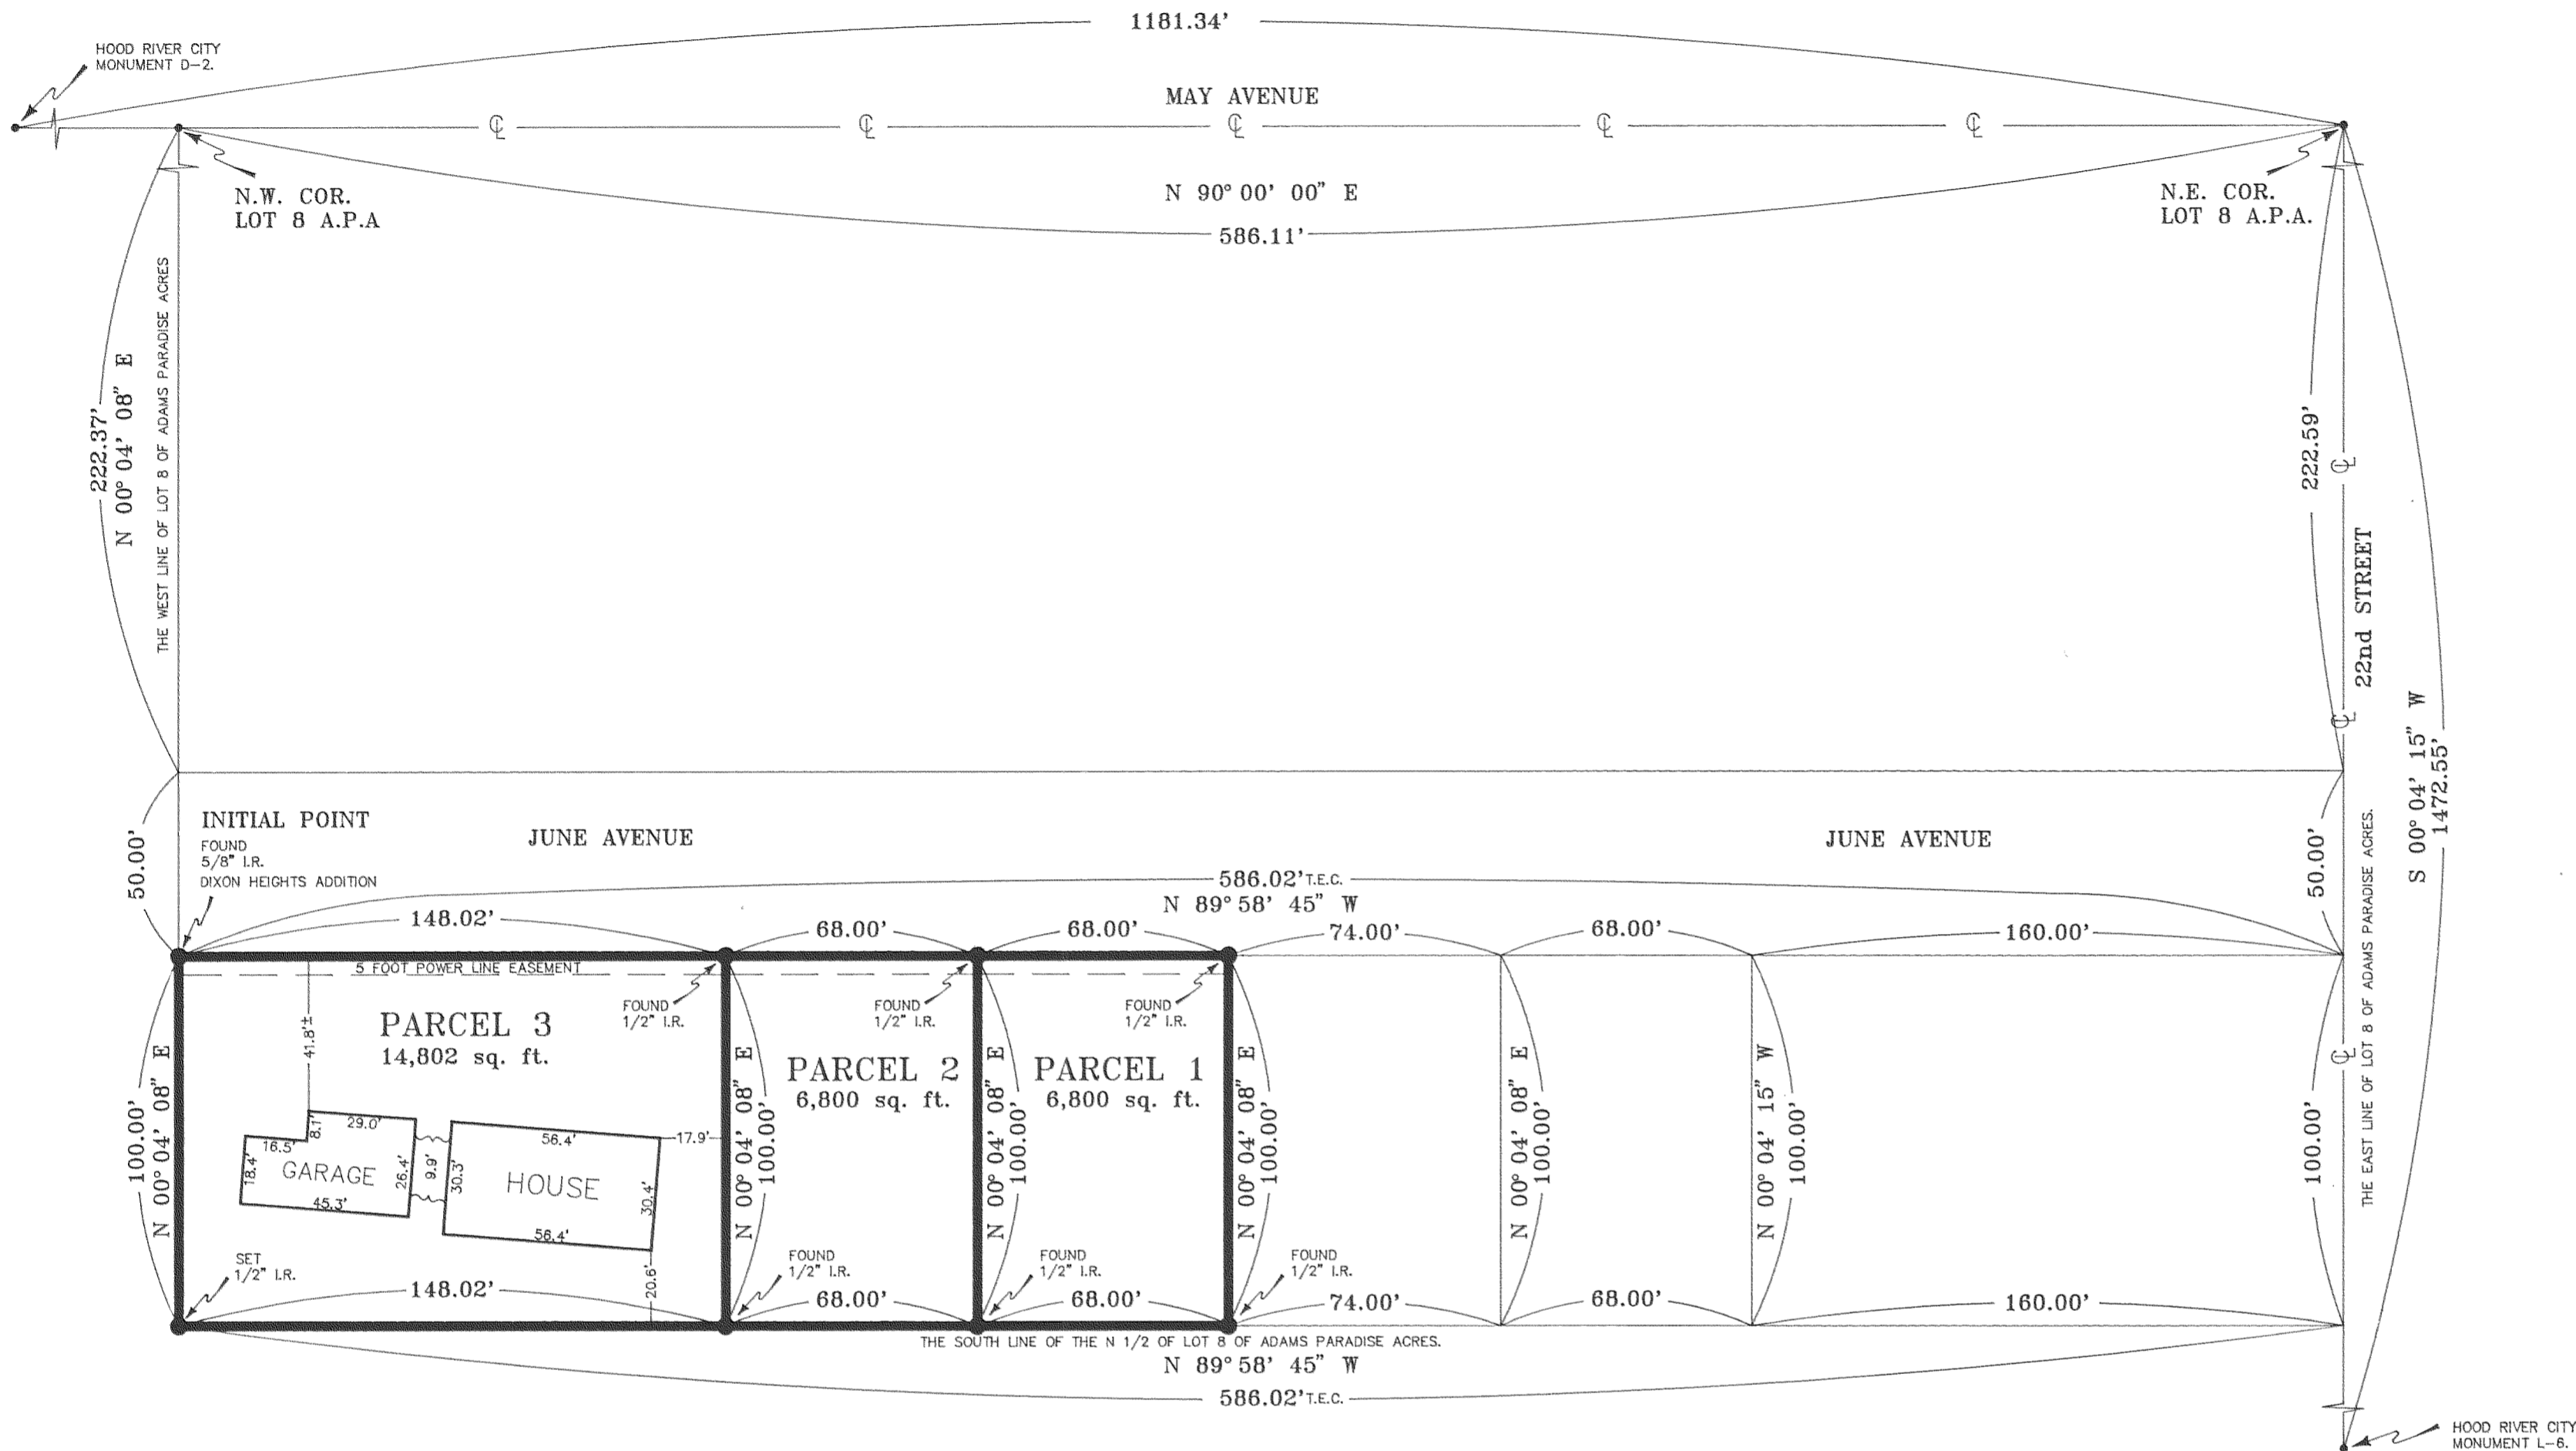 1181.34'
HOOD RIVER CITY
MONUMENT D-2.
MAY AVENUE
℄ ℄ ℄ ℄ ℄
N.W. COR.
LOT 8 A.P.A
N 90° 00' 00" E
586.11'
N.E. COR.
LOT 8 A.P.A.
222.37'
N 00° 04' 08" E
THE WEST LINE OF LOT 8 OF ADAMS PARADISE ACRES
222.59'
℄
22nd STREET
℄
S 00° 04' 15" W
1472.55'
50.00'
INITIAL POINT
FOUND
5/8" I.R.
DIXON HEIGHTS ADDITION
JUNE AVENUE
JUNE AVENUE
50.00'
THE EAST LINE OF LOT 8 OF ADAMS PARADISE ACRES.
586.02' T.E.C.
N 89° 58' 45" W
148.02'
68.00'
68.00'
74.00'
68.00'
160.00'
5 FOOT POWER LINE EASEMENT
FOUND
1/2" I.R.
FOUND
1/2" I.R.
FOUND
1/2" I.R.
41.8'±
PARCEL 3
14,802 sq. ft.
PARCEL 2
6,800 sq. ft.
PARCEL 1
6,800 sq. ft.
100.00'
N 00° 04' 08" E
N 00° 04' 08" E
100.00'
N 00° 04' 08" E
100.00'
N 00° 04' 08" E
100.00'
N 00° 04' 08" E
100.00'
N 00° 04' 15" W
100.00'
100.00'
℄
8.1'
29.0'
16.5'
18.4'
GARAGE
26.4'
45.3'
9.9'
30.3'
56.4'
HOUSE
30.4'
56.4'
17.9'
20.6'
SET
1/2" I.R.
FOUND
1/2" I.R.
FOUND
1/2" I.R.
FOUND
1/2" I.R.
148.02'
68.00'
68.00'
74.00'
68.00'
160.00'
THE SOUTH LINE OF THE N 1/2 OF LOT 8 OF ADAMS PARADISE ACRES.
N 89° 58' 45" W
586.02' T.E.C.
HOOD RIVER CITY
MONUMENT L-6.